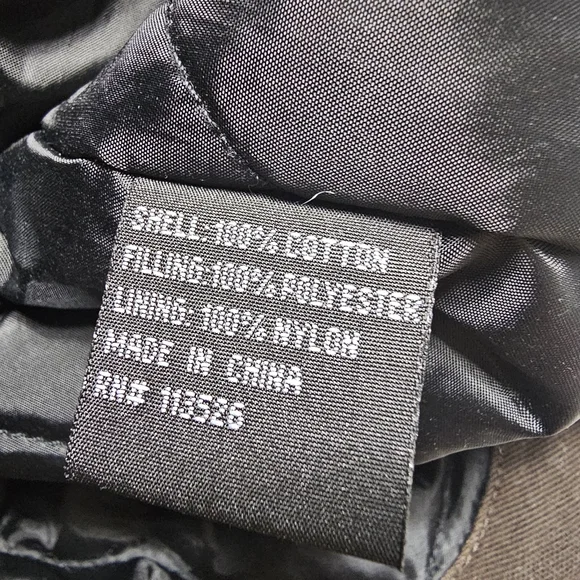 SHELL: 100% COTTON
FILLING: 100% POLYESTER
LINING: 100% NYLON
MADE IN CHINA
RN# 113526